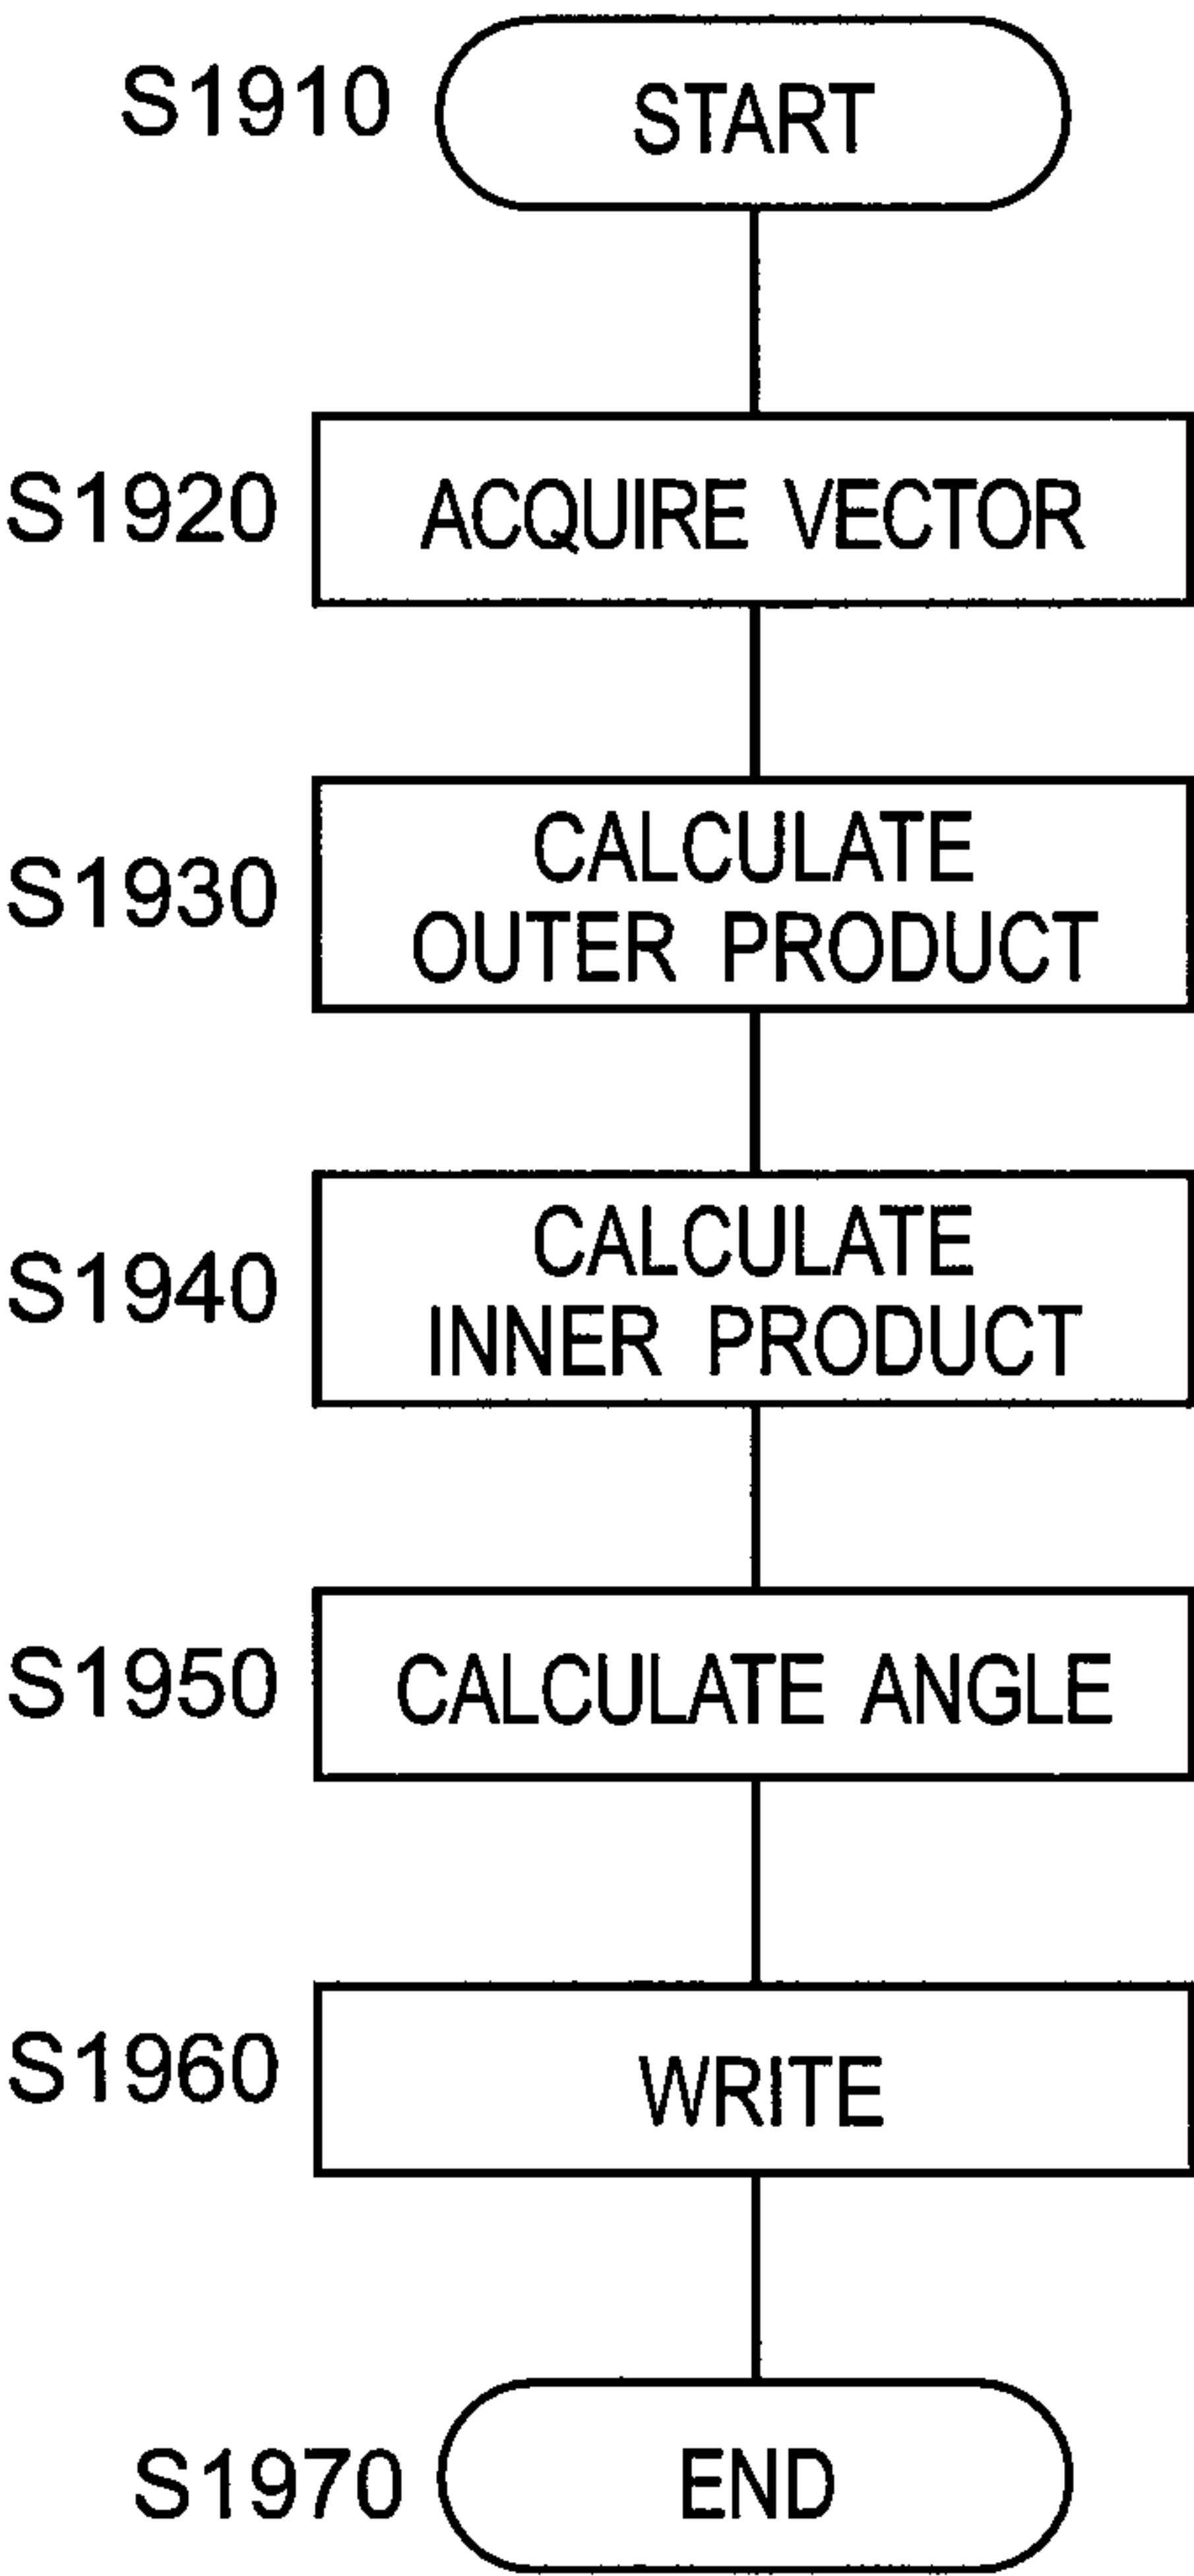 S1910 START
S1920 ACQUIRE VECTOR
S1930 CALCULATE
OUTER PRODUCT
S1940 CALCULATE
INNER PRODUCT
S1950 CALCULATE ANGLE
S1960 WRITE
S1970 END